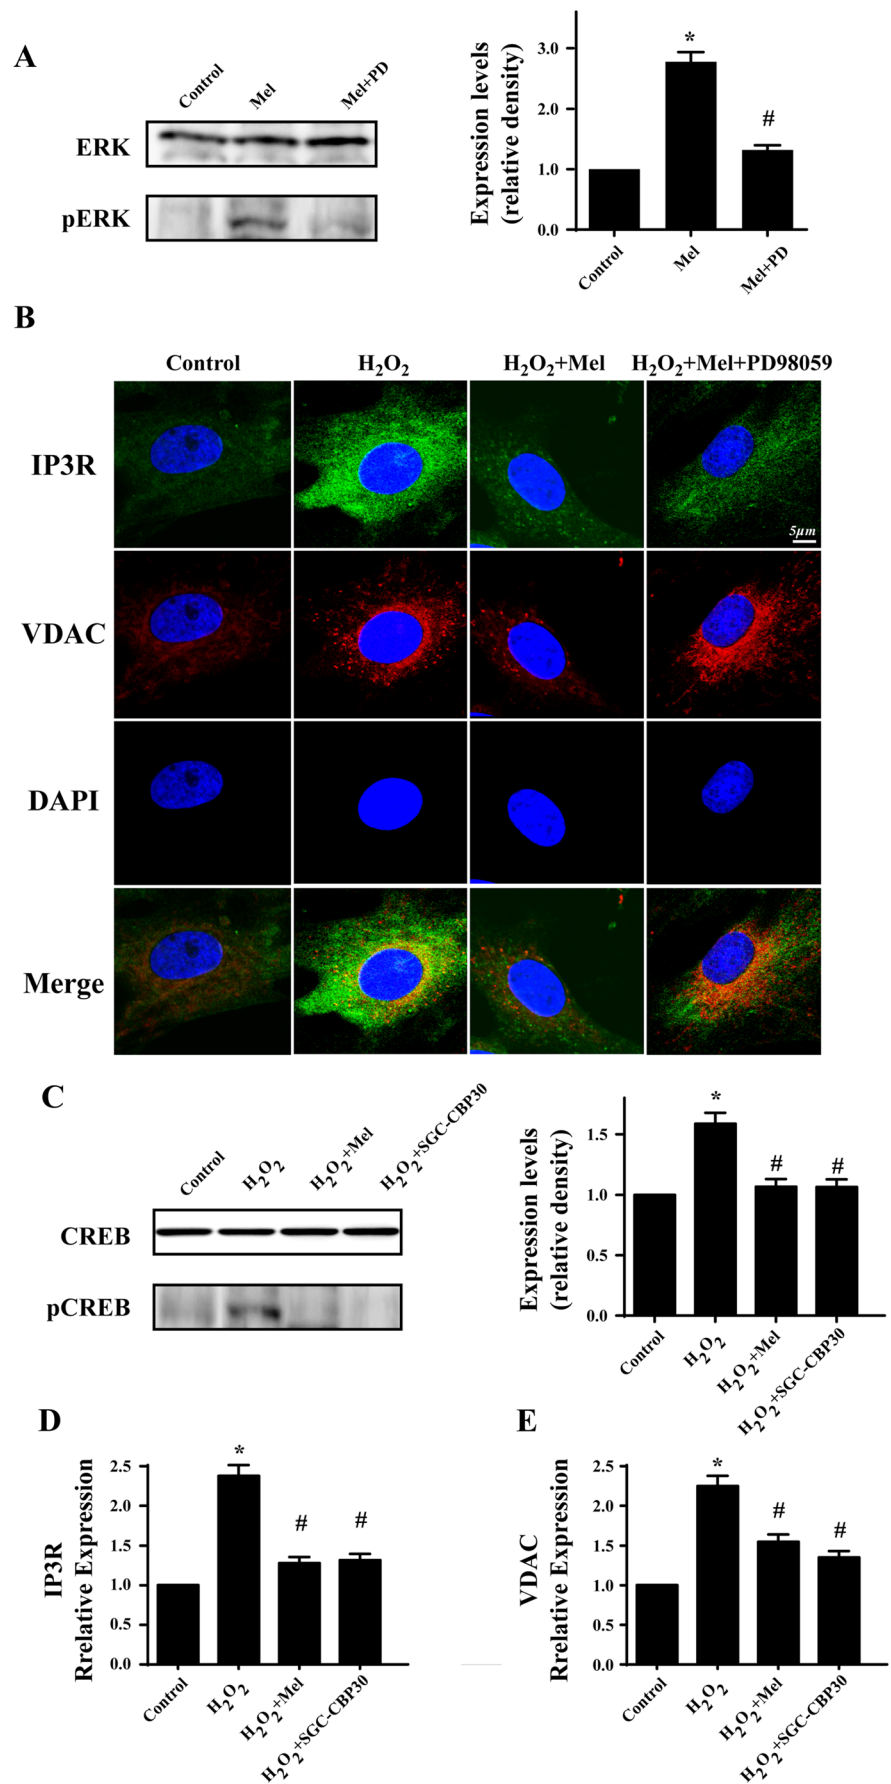 A
Control
Mel
Mel+PD
ERK
pERK
Expression levels
(relative density)
3.0
2.0
1.0
0.0
*
#
Control
Mel
Mel+PD
B
Control
H₂O₂
H₂O₂+Mel
H₂O₂+Mel+PD98059
IP3R
5μm
VDAC
DAPI
Merge
C
Control
H₂O₂
H₂O₂+Mel
H₂O₂+SGC-CBP30
CREB
pCREB
Expression levels
(relative density)
1.5
1.0
0.5
0.0
*
#
#
Control
H₂O₂
H₂O₂+Mel
H₂O₂+SGC-CBP30
D
IP3R
Rrelative Expression
2.5
2.0
1.5
1.0
0.5
0.0
*
#
#
Control
H₂O₂
H₂O₂+Mel
H₂O₂+SGC-CBP30
E
VDAC
Rrelative Expression
2.5
2.0
1.5
1.0
0.5
0.0
*
#
#
Control
H₂O₂
H₂O₂+Mel
H₂O₂+SGC-CBP30